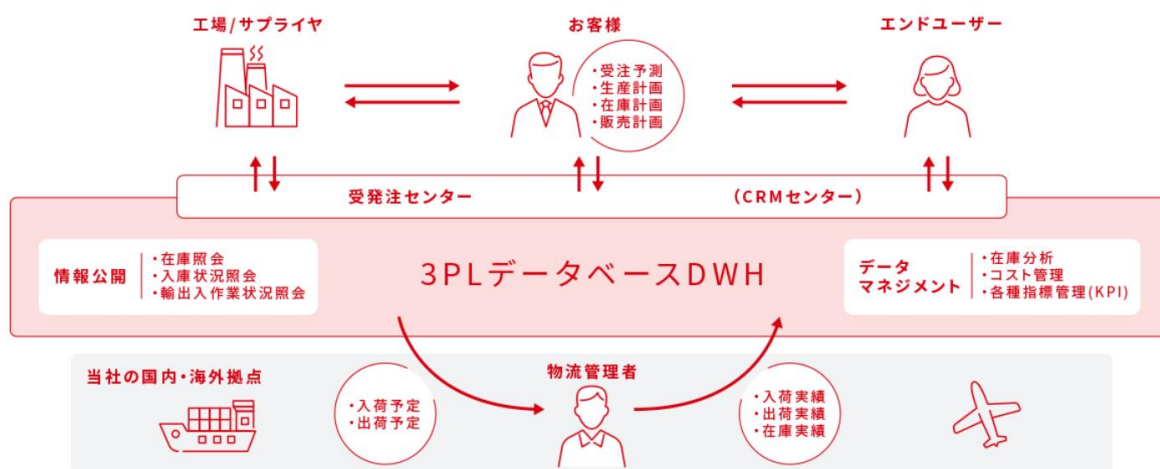 工場/サプライヤ
お客様
エンドユーザー
・受注予測
・生産計画
・在庫計画
・販売計画
受発注センター
(CRMセンター)
情報公開
・在庫照会
・入庫状況照会
・輸出入作業状況照会
3PLデータベースDWH
データ
マネジメント
・在庫分析
・コスト管理
・各種指標管理(KPI)
当社の国内・海外拠点
・入荷予定
・出荷予定
物流管理者
・入荷実績
・出荷実績
・在庫実績